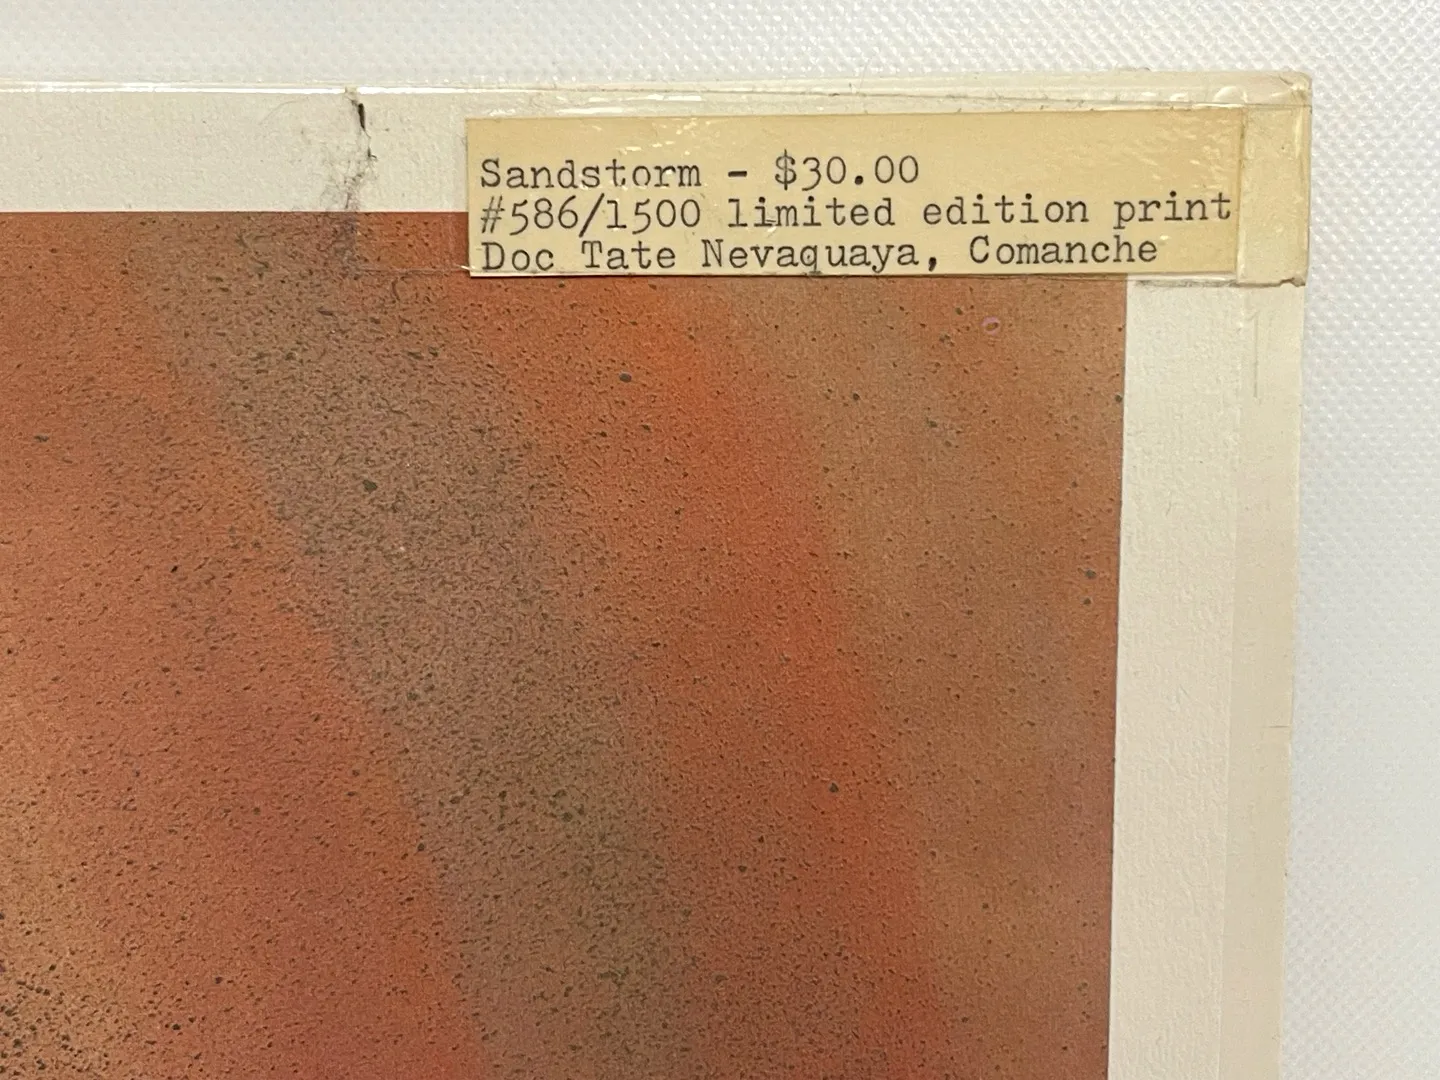 Sandstorm - $30.00
#586/1500 limited edition print
Doc Tate Nevaquaya, Comanche